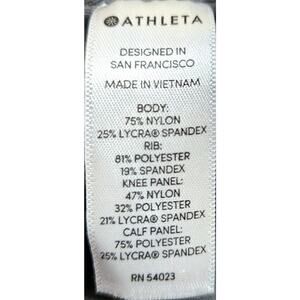 ATHLETA
DESIGNED IN
SAN FRANCISCO
MADE IN VIETNAM
BODY:
75% NYLON
25% LYCRA® SPANDEX
RIB:
81% POLYESTER
19% SPANDEX
KNEE PANEL:
47% NYLON
32% POLYESTER
21% LYCRA® SPANDEX
CALF PANEL:
75% POLYESTER
25% LYCRA® SPANDEX
RN 54023